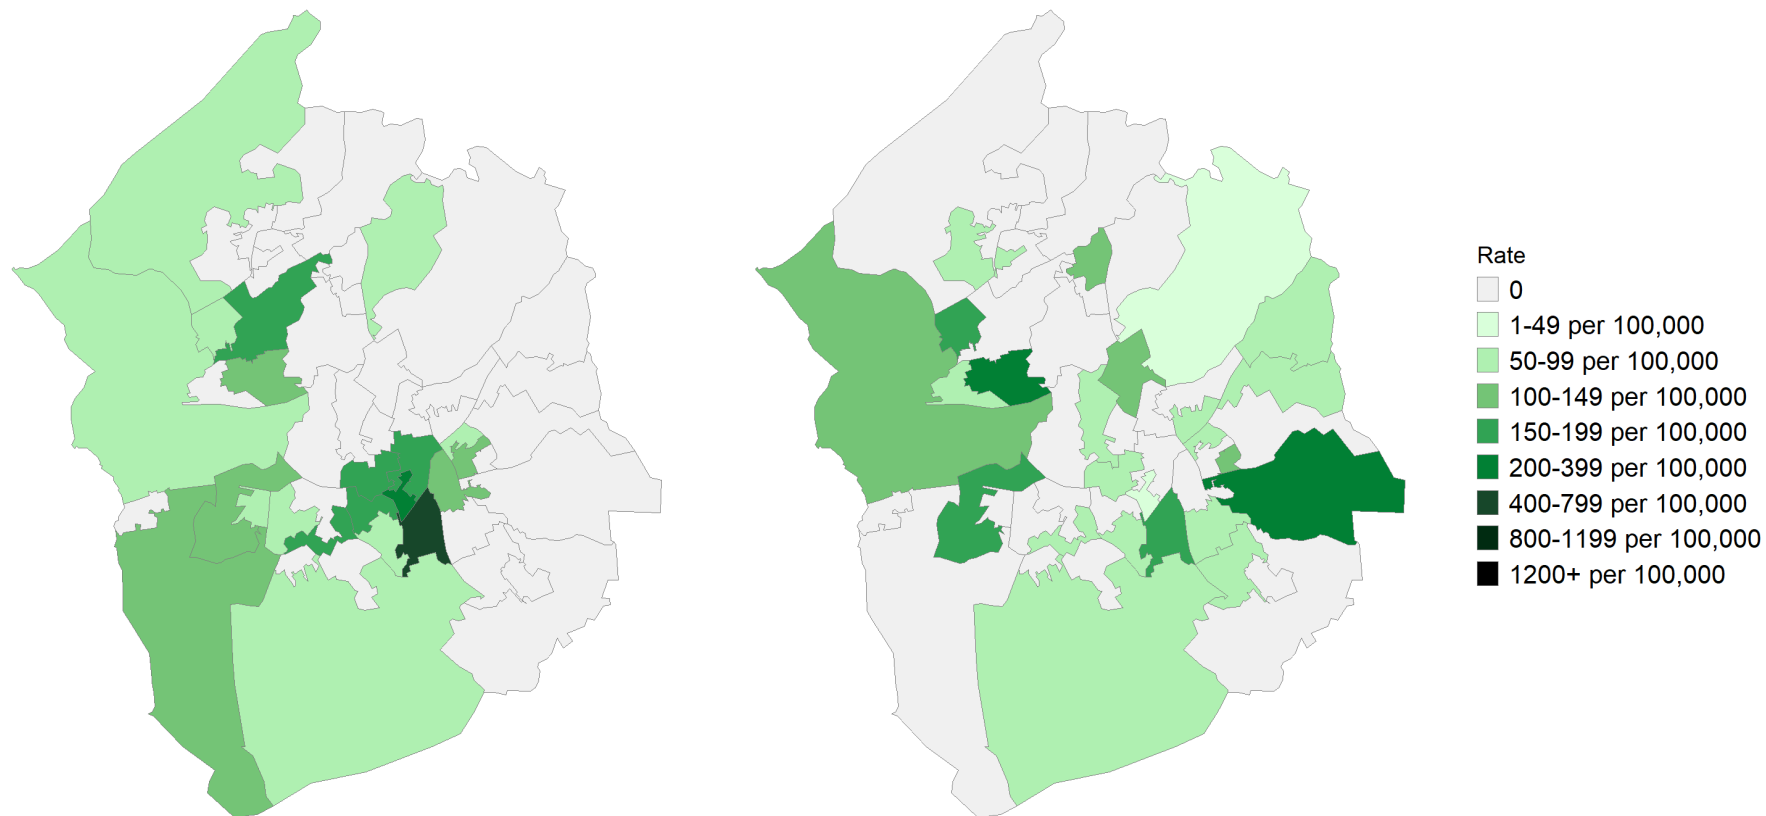 Rate
0
1-49 per 100,000
50-99 per 100,000
100-149 per 100,000
150-199 per 100,000
200-399 per 100,000
400-799 per 100,000
800-1199 per 100,000
1200+ per 100,000